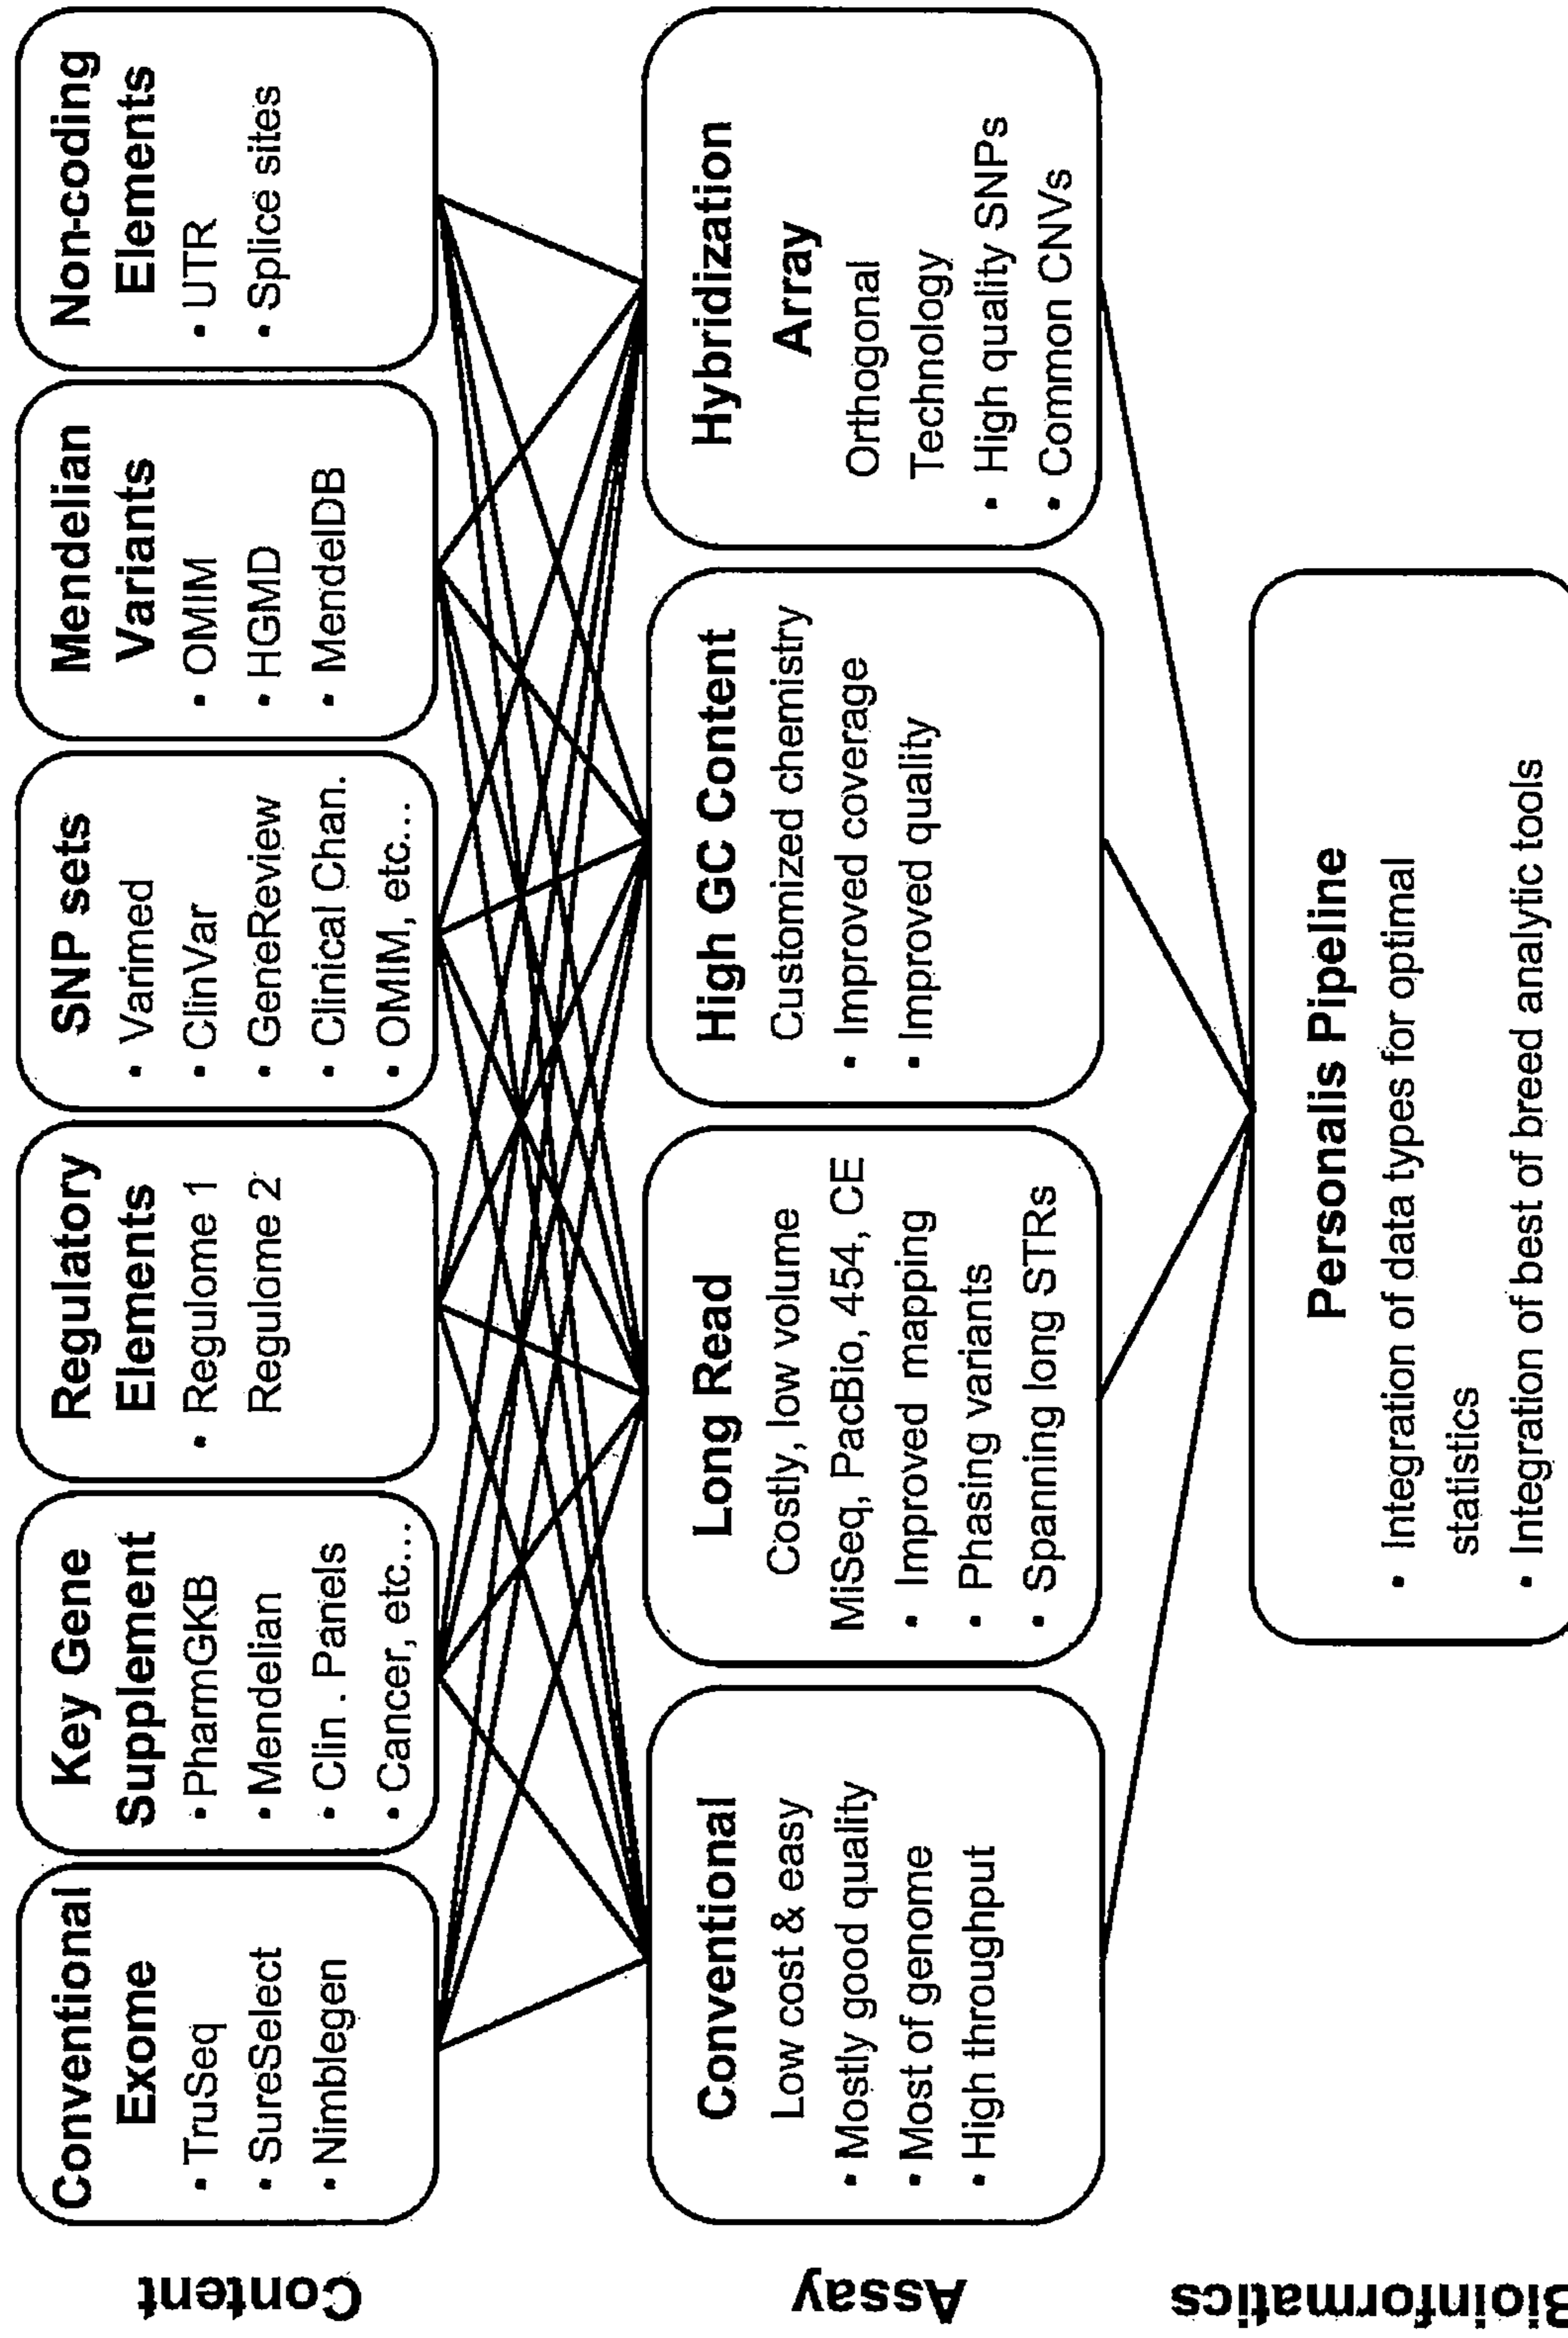 Content
Conventional
Exome
• TruSeq
• SureSelect
• Nimblegen
Key Gene
Supplement
• PharmGKB
• Mendelian
• Clin . Panels
• Cancer, etc...
Regulatory
Elements
• Regulome 1
Regulome 2
SNP sets
• Varimed
• ClinVar
• GeneReview
• Clinical Chan.
• OMIM, etc...
Mendelian
Variants
• OMIM
• HGMD
• MendelDB
Non-coding
Elements
• UTR
• Splice sites
Assay
Conventional
Low cost & easy
• Mostly good quality
• Most of genome
• High throughput
Long Read
Costly, low volume
MiSeq, PacBio, 454, CE
• Improved mapping
• Phasing variants
• Spanning long STRs
High GC Content
Customized chemistry
• Improved coverage
• Improved quality
Hybridization
Array
Orthogonal
Technology
• High quality SNPs
• Common CNVs
Bioinformatics
Personalis Pipeline
• Integration of data types for optimal
statistics
• Integration of best of breed analytic tools